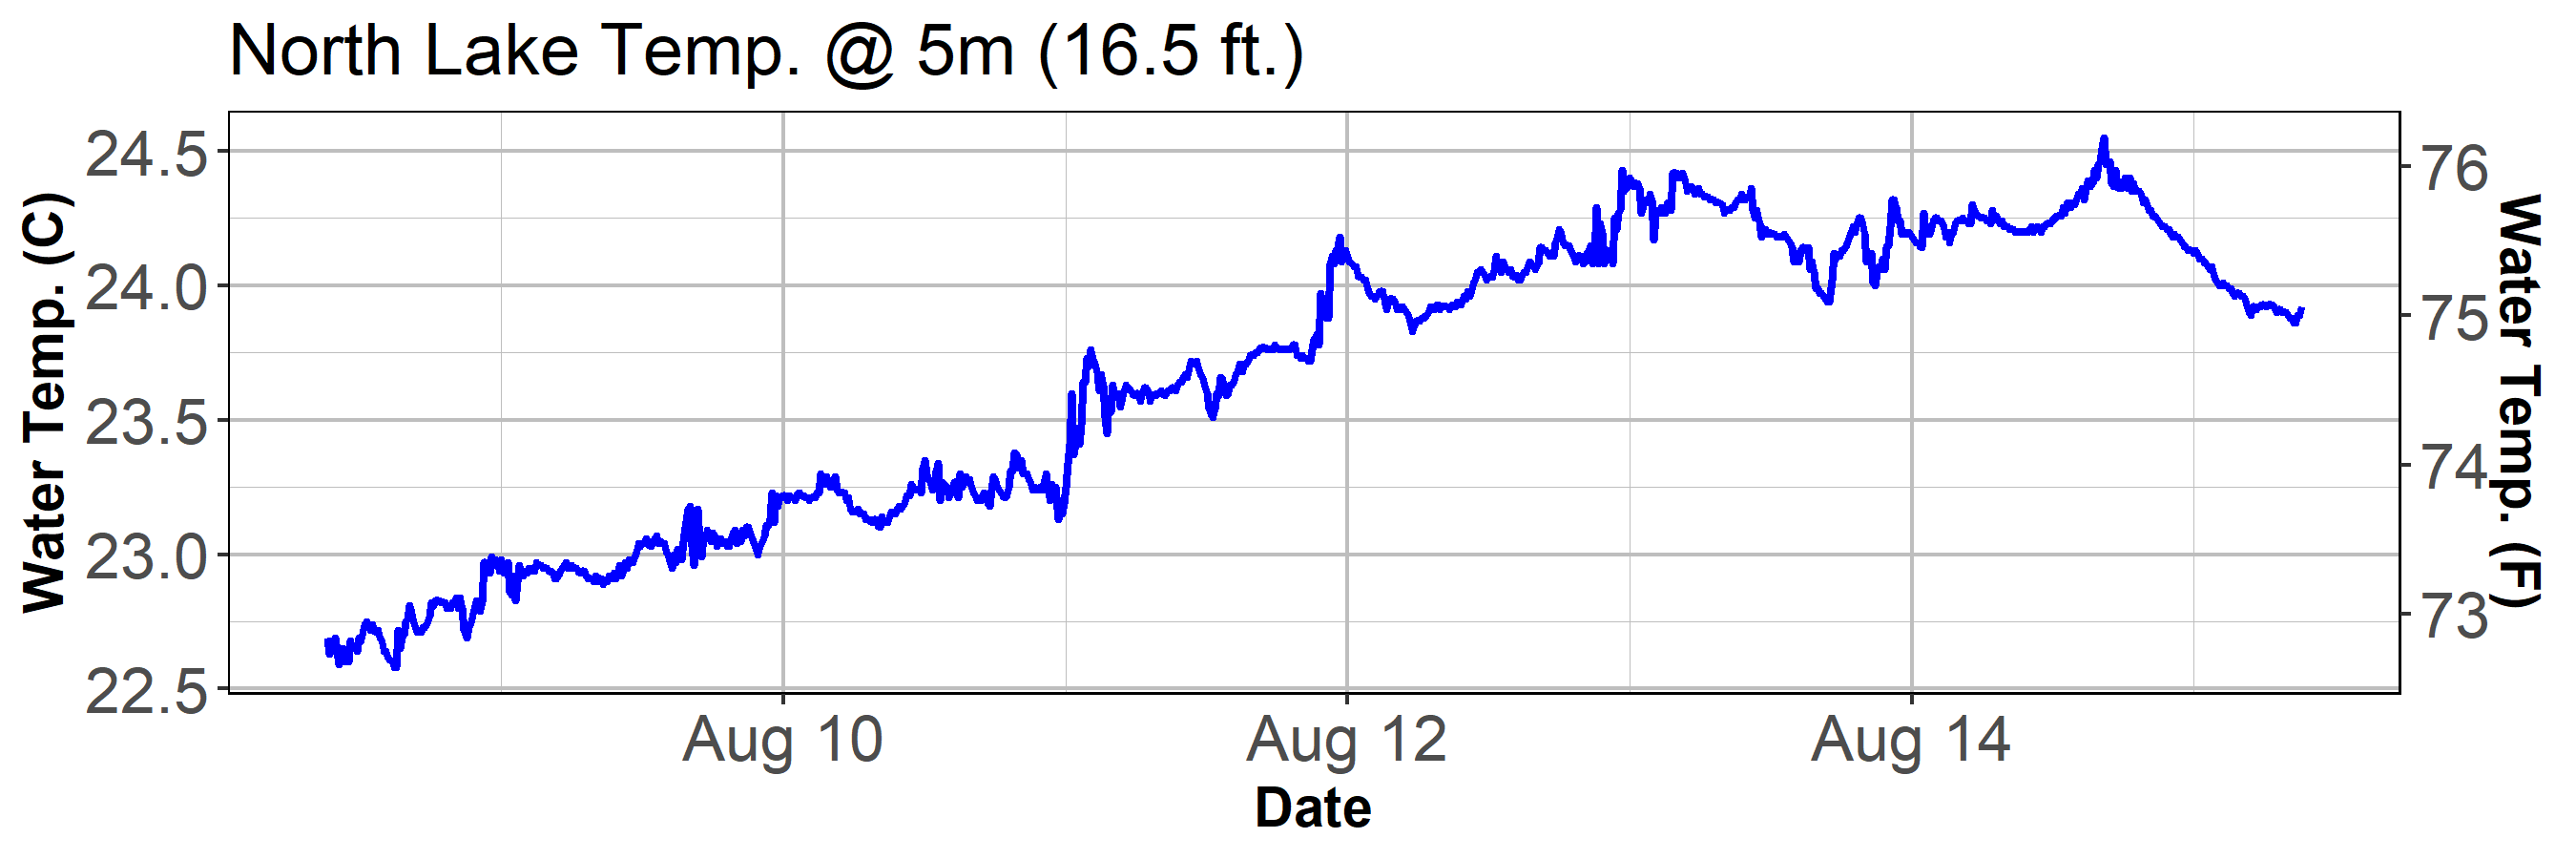 North Lake Temp. @ 5m (16.5 ft.)
Water Temp. (C)
24.5
24.0
23.5
23.0
22.5
76
75
74
73
Water Temp. (F)
Aug 10
Aug 12
Aug 14
Date